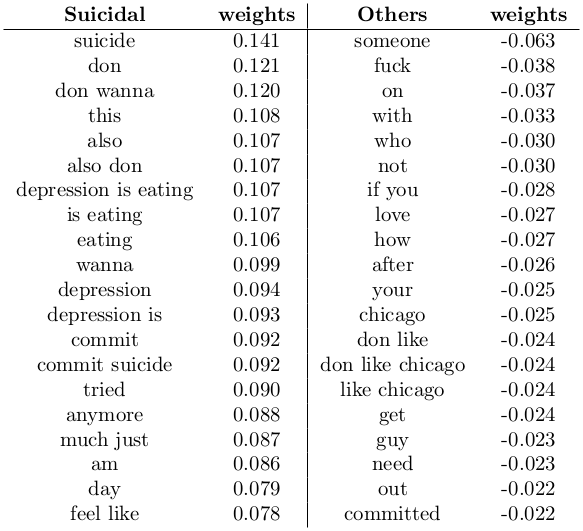 Suicidal weights Others weights
suicide 0.141 someone -0.063
don 0.121 fuck -0.038
don wanna 0.120 on -0.037
this 0.108 with -0.033
also 0.107 who -0.030
also don 0.107 not -0.030
depression is eating 0.107 if you -0.028
is eating 0.107 love -0.027
eating 0.106 how -0.027
wanna 0.099 after -0.026
depression 0.094 your -0.025
depression is 0.093 chicago -0.025
commit 0.092 don like -0.024
commit suicide 0.092 don like chicago -0.024
tried 0.090 like chicago -0.024
anymore 0.088 get -0.024
much just 0.087 guy -0.023
am 0.086 need -0.023
day 0.079 out -0.022
feel like 0.078 committed -0.022